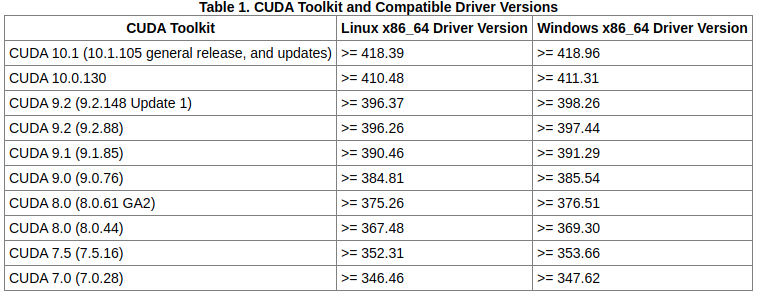 Table 1. CUDA Toolkit and Compatible Driver Versions
CUDA Toolkit Linux x86_64 Driver Version Windows x86_64 Driver Version
CUDA 10.1 (10.1.105 general release, and updates) >= 418.39 >= 418.96
CUDA 10.0.130 >= 410.48 >= 411.31
CUDA 9.2 (9.2.148 Update 1) >= 396.37 >= 398.26
CUDA 9.2 (9.2.88) >= 396.26 >= 397.44
CUDA 9.1 (9.1.85) >= 390.46 >= 391.29
CUDA 9.0 (9.0.76) >= 384.81 >= 385.54
CUDA 8.0 (8.0.61 GA2) >= 375.26 >= 376.51
CUDA 8.0 (8.0.44) >= 367.48 >= 369.30
CUDA 7.5 (7.5.16) >= 352.31 >= 353.66
CUDA 7.0 (7.0.28) >= 346.46 >= 347.62